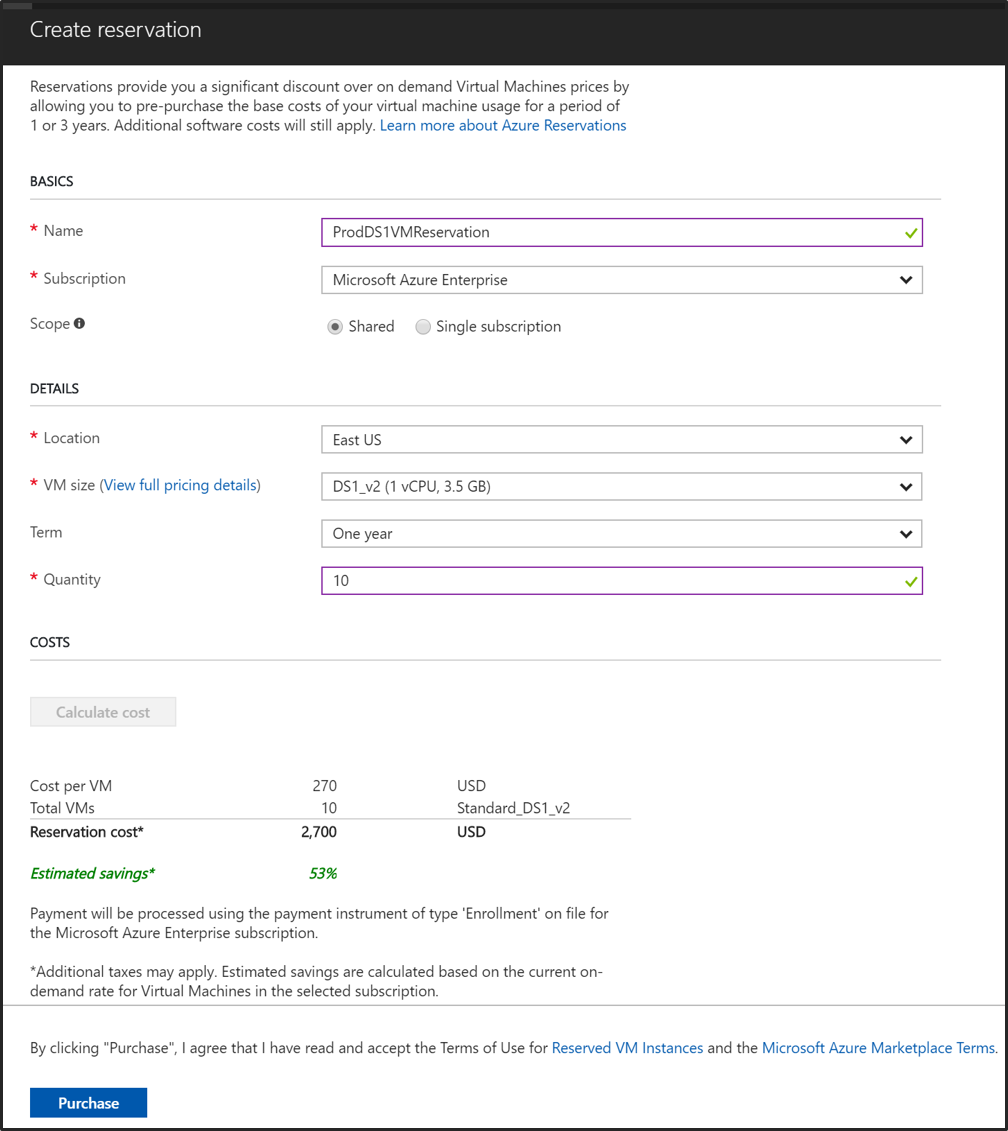 Create reservation
Reservations provide you a significant discount over on demand Virtual Machines prices by
allowing you to pre-purchase the base costs of your virtual machine usage for a period of
1 or 3 years. Additional software costs will still apply. Learn more about Azure Reservations
BASICS
* Name
ProdDS1VMReservation
* Subscription
Microsoft Azure Enterprise
Scope
Shared
Single subscription
DETAILS
* Location
East US
* VM size (View full pricing details)
DS1_v2 (1 vCPU, 3.5 GB)
Term
One year
* Quantity
10
COSTS
Calculate cost
Cost per VM 270 USD
Total VMs 10 Standard_DS1_v2
Reservation cost* 2,700 USD
Estimated savings* 53%
Payment will be processed using the payment instrument of type 'Enrollment' on file for
the Microsoft Azure Enterprise subscription.
*Additional taxes may apply. Estimated savings are calculated based on the current on-
demand rate for Virtual Machines in the selected subscription.
By clicking "Purchase", I agree that I have read and accept the Terms of Use for Reserved VM Instances and the Microsoft Azure Marketplace Terms.
Purchase